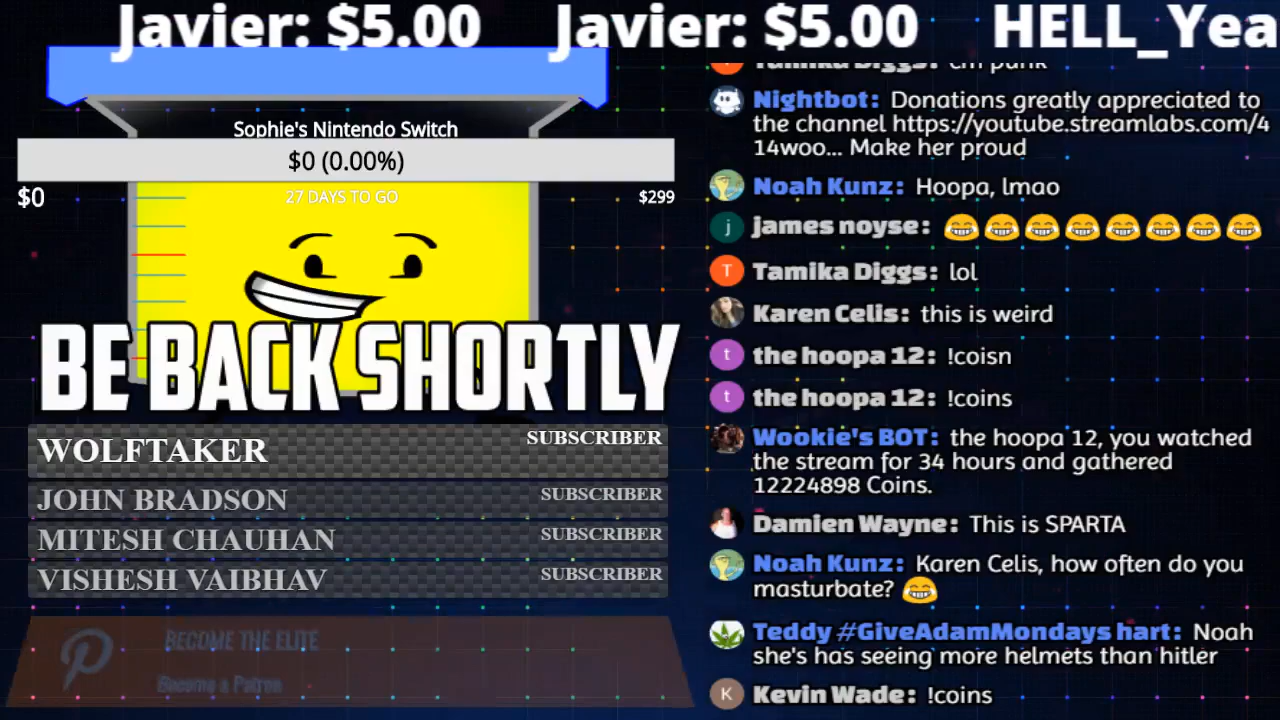 Javier: $5.00 Javier: $5.00 HELL_Yea
Sophie's Nintendo Switch
$0 (0.00%)
$0 27 DAYS TO GO $299
BE BACK SHORTLY
WOLFTAKER SUBSCRIBER
JOHN BRADSON SUBSCRIBER
MITESH CHAUHAN SUBSCRIBER
VISHESH VAIBHAV SUBSCRIBER
BECOME THE ELITE
Become a Patron
Tamika Diggs: cm punk
Nightbot: Donations greatly appreciated to
the channel https://youtube.streamlabs.com/4
14woo... Make her proud
Noah Kunz: Hoopa, lmao
j james noyse: 😂😂😂😂😂😂😂😂
T Tamika Diggs: lol
Karen Celis: this is weird
t the hoopa 12: !coisn
t the hoopa 12: !coins
Wookie's BOT: the hoopa 12, you watched
the stream for 34 hours and gathered
12224898 Coins.
Damien Wayne: This is SPARTA
Noah Kunz: Karen Celis, how often do you
masturbate? 😂
Teddy #GiveAdamMondays hart: Noah
she's has seeing more helmets than hitler
K Kevin Wade: !coins